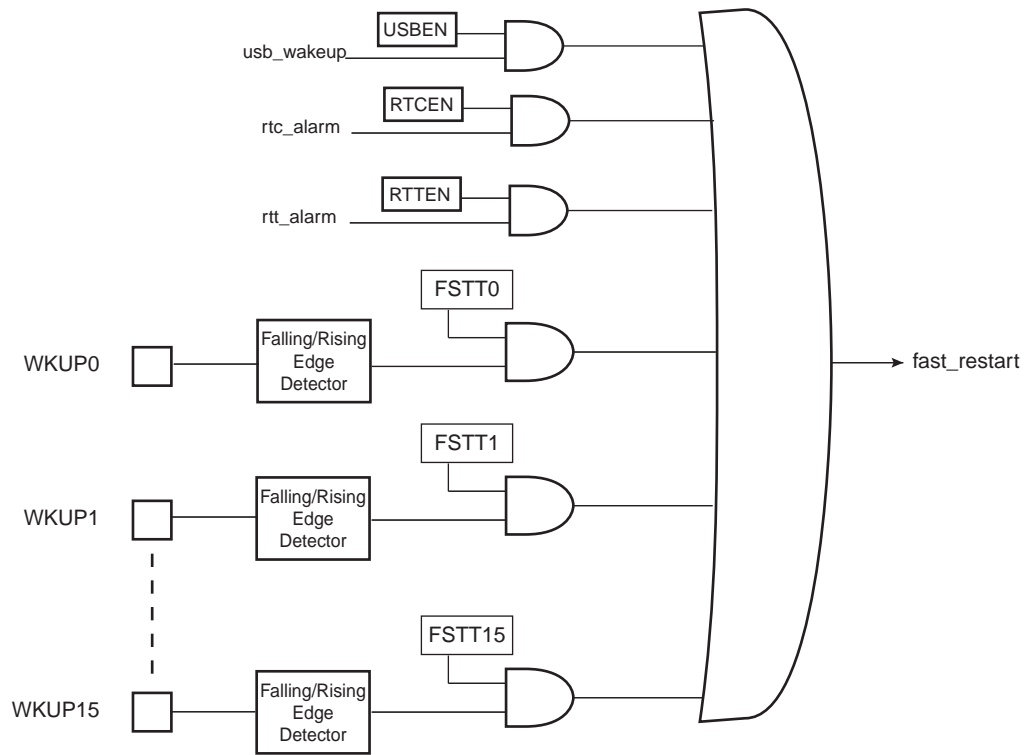 USBEN
usb_wakeup
RTCEN
rtc_alarm
RTTEN
rtt_alarm
FSTT0
WKUP0
Falling/Rising
Edge
Detector
fast_restart
FSTT1
WKUP1
Falling/Rising
Edge
Detector
FSTT15
WKUP15
Falling/Rising
Edge
Detector